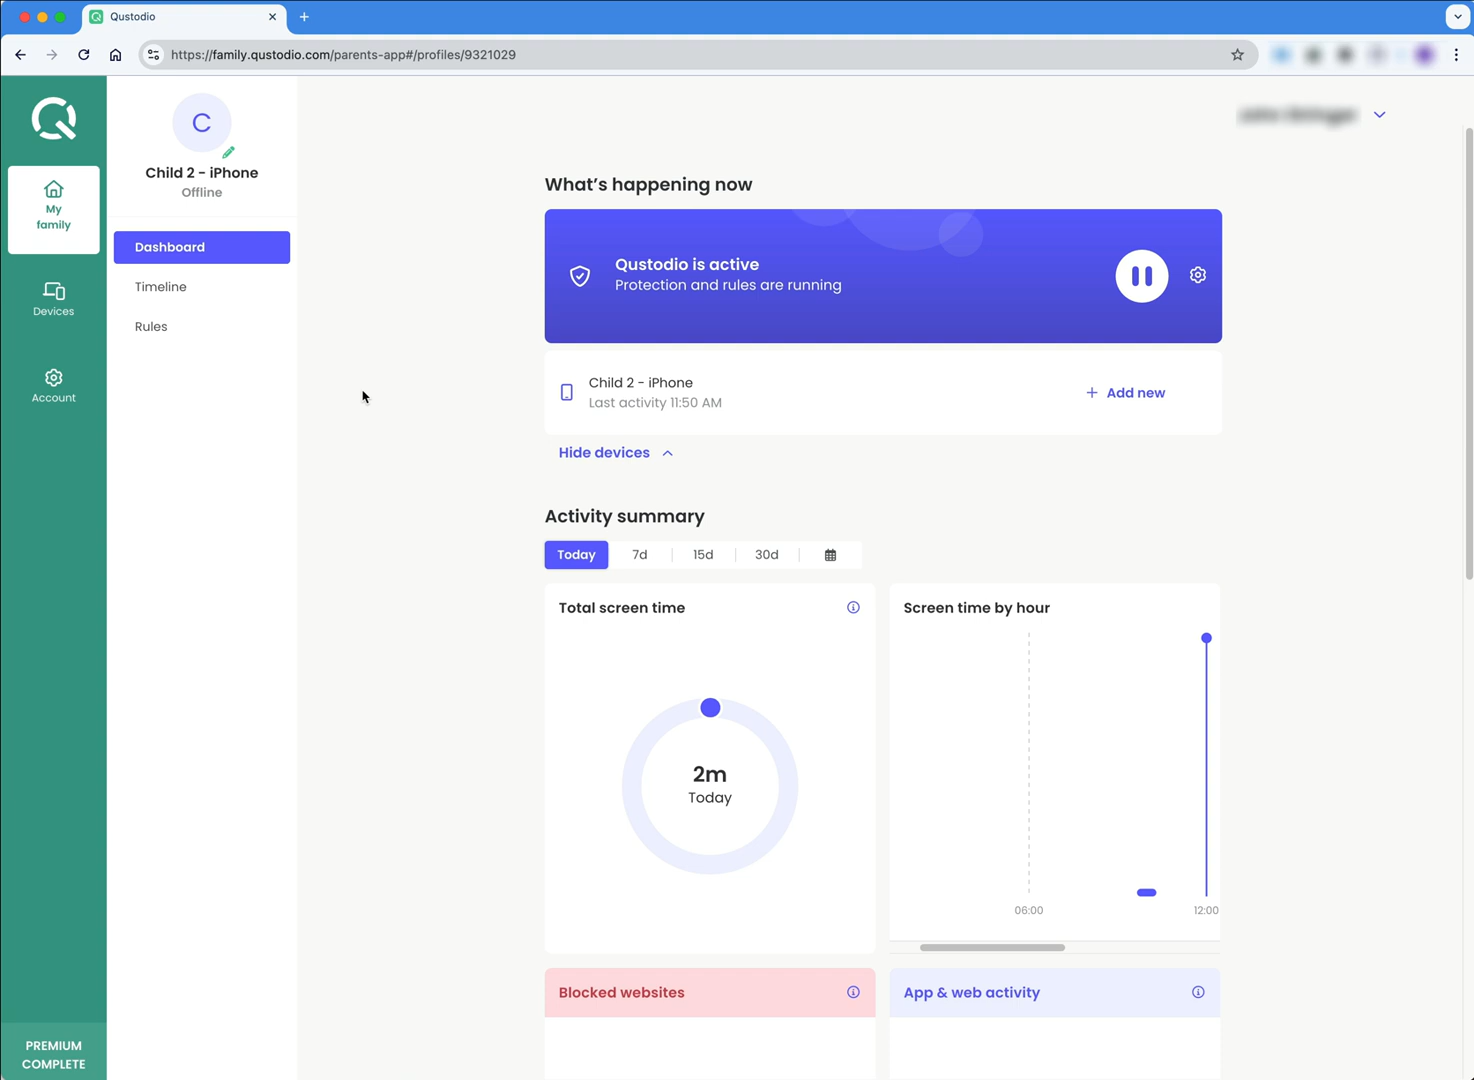 Qustodio
https://family.qustodio.com/parents-app#/profiles/9321029
My
family
Devices
Account
PREMIUM
COMPLETE
C
Child 2 - iPhone
Offline
Dashboard
Timeline
Rules
What's happening now
Qustodio is active
Protection and rules are running
Child 2 - iPhone
Last activity 11:50 AM
+ Add new
Hide devices
Activity summary
Today 7d 15d 30d
Total screen time
2m
Today
Screen time by hour
06:00 12:00
Blocked websites
App & web activity